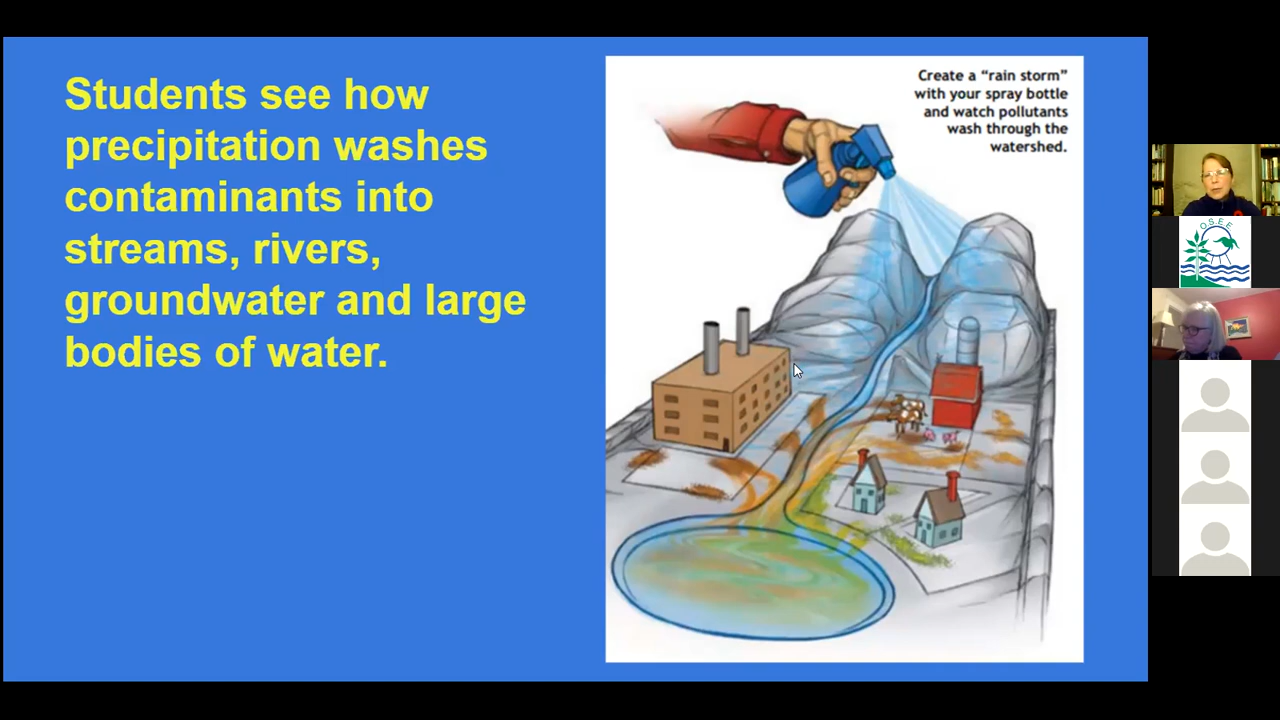 Students see how
precipitation washes
contaminants into
streams, rivers,
groundwater and large
bodies of water.
Create a “rain storm”
with your spray bottle
and watch pollutants
wash through the
watershed.
O.S.E.E